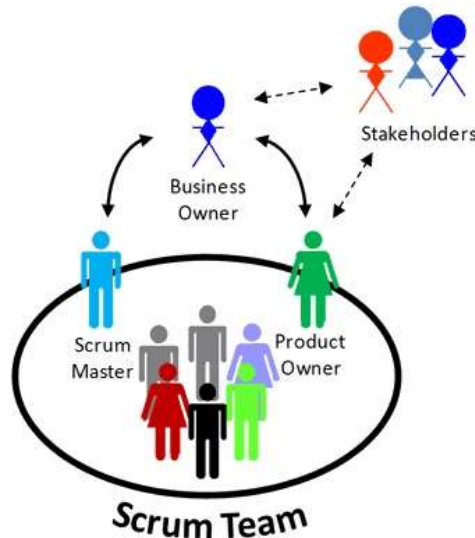 Stakeholders
Business
Owner
Scrum
Master
Product
Owner
Scrum Team